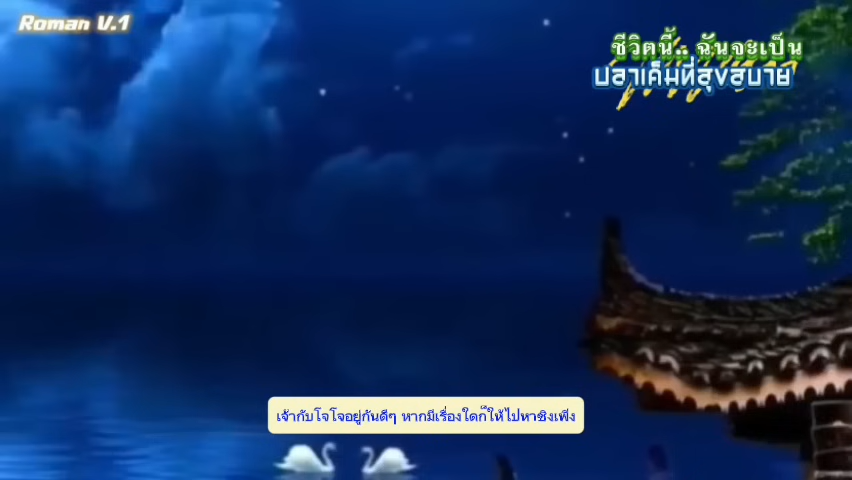 Roman V.1
ชีวิตนี้.. ฉันจะเป็น
ปลาเค็มที่สุขสบาย
เจ้ากับโจโจอยู่กันดีๆ หากมีเรื่องใดก็ให้ไปหาชิงเฟิง